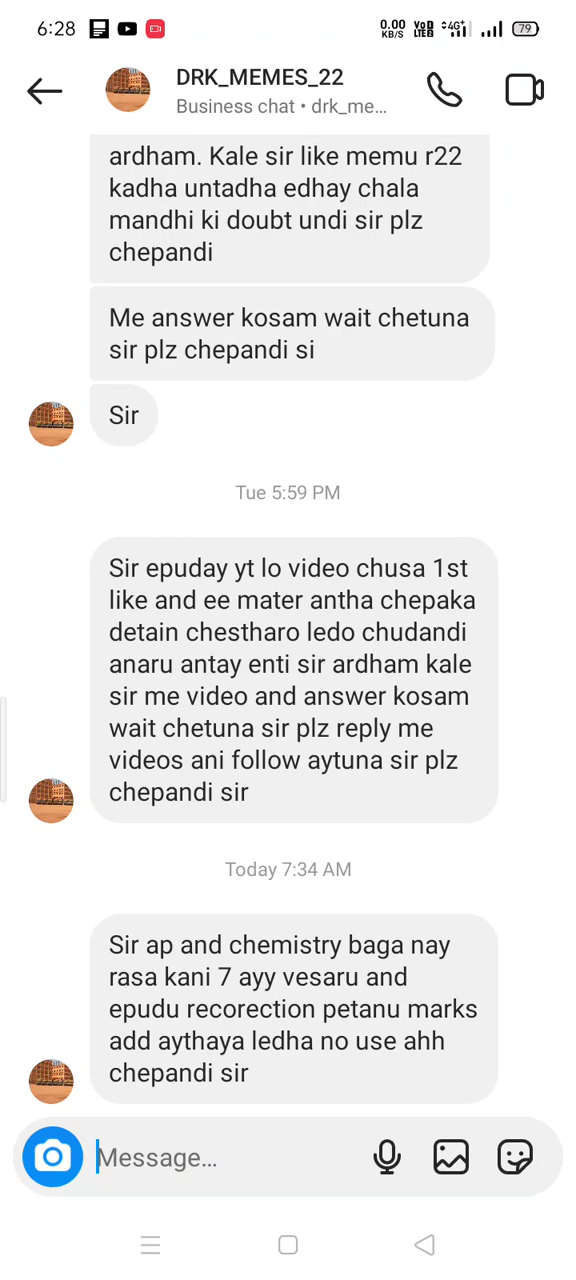 6:28
0.00
KB/S
VoD
LTE2
4G+
79
DRK_MEMES_22
Business chat • drk_me...
ardham. Kale sir like memu r22
kadha untadha edhay chala
mandhi ki doubt undi sir plz
chepandi
Me answer kosam wait chetuna
sir plz chepandi si
Sir
Tue 5:59 PM
Sir epuday yt lo video chusa 1st
like and ee mater antha chepaka
detain chestharo ledo chudandi
anaru antay enti sir ardham kale
sir me video and answer kosam
wait chetuna sir plz reply me
videos ani follow aytuna sir plz
chepandi sir
Today 7:34 AM
Sir ap and chemistry baga nay
rasa kani 7 ayy vesaru and
epudu recorection petanu marks
add aythaya ledha no use ahh
chepandi sir
Message...